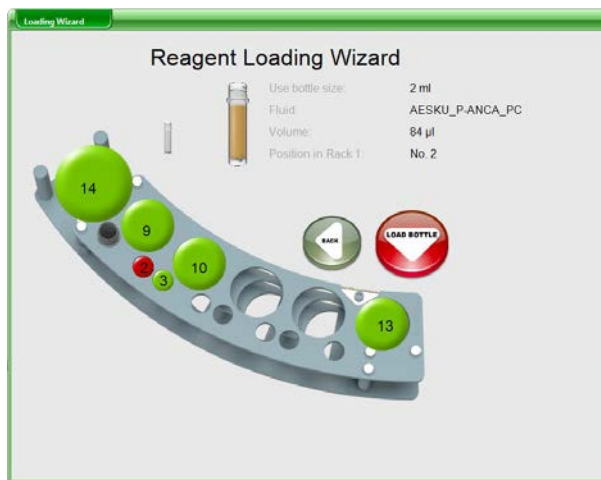 Loading Wizard
Reagent Loading Wizard
Use bottle size: 2 ml
Fluid: AESKU_P-ANCA_PC
Volume: 84 µl
Position in Rack 1: No. 2
14
9
BACK
LOAD BOTTLE
2
10
3
13